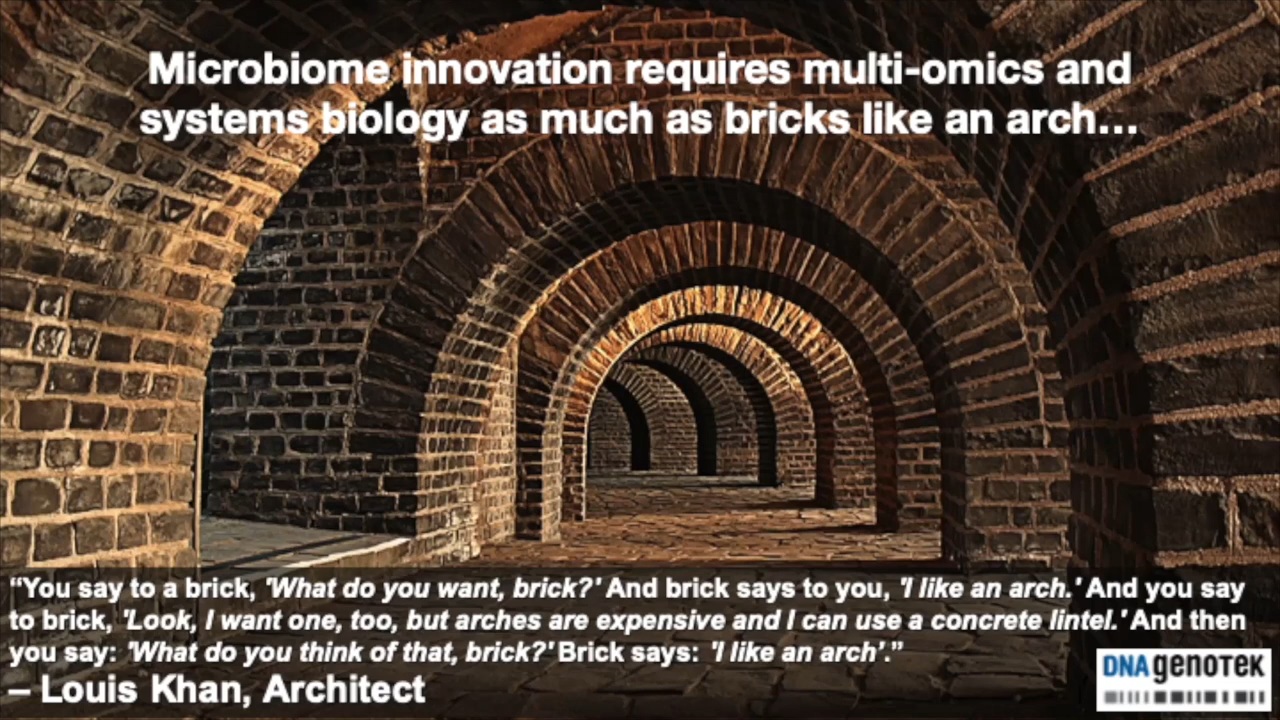 Microbiome innovation requires multi-omics and
systems biology as much as bricks like an arch...
“You say to a brick, 'What do you want, brick?' And brick says to you, 'I like an arch.' And you say
to brick, 'Look, I want one, too, but arches are expensive and I can use a concrete lintel.' And then
you say: 'What do you think of that, brick?' Brick says: 'I like an arch'.”
– Louis Khan, Architect
DNA genotek